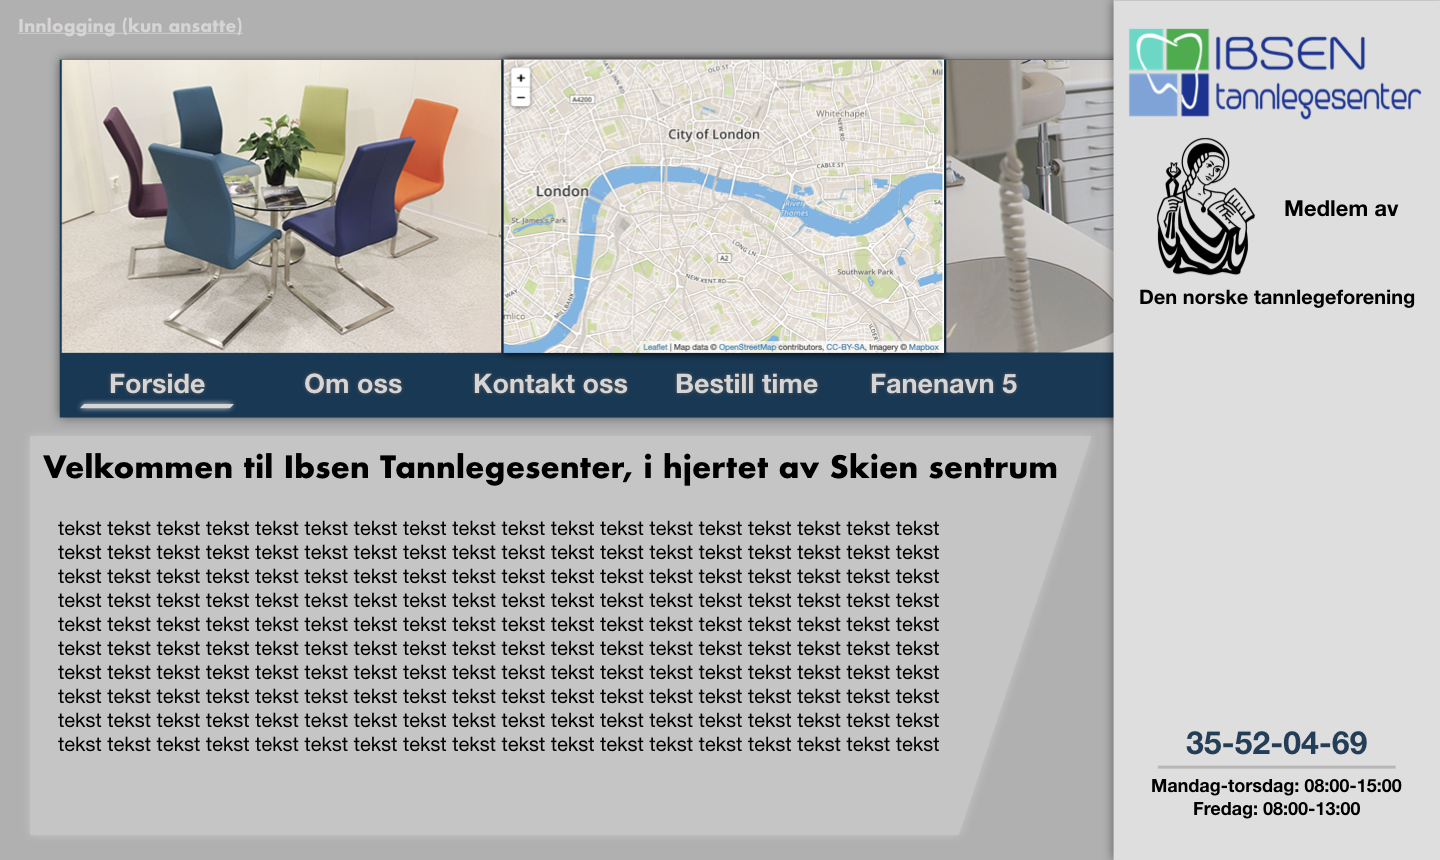 Innlogging (kun ansatte)
IBSEN
tannlegesenter
Medlem av
Den norske tannlegeforening
+
−
OLD ST
A4200
Whitechapel
City of London
CABLE ST
London
St. James's Park
River
Thames
LONG LN
A2
Southwark Park
NEW KENT RD
WAY
MILLBANK
mlico
Leaflet | Map data © OpenStreetMap contributors, CC-BY-SA, Imagery © Mapbox
Forside Om oss Kontakt oss Bestill time Fanenavn 5
Velkommen til Ibsen Tannlegesenter, i hjertet av Skien sentrum
tekst tekst tekst tekst tekst tekst tekst tekst tekst tekst tekst tekst tekst tekst tekst tekst tekst tekst
tekst tekst tekst tekst tekst tekst tekst tekst tekst tekst tekst tekst tekst tekst tekst tekst tekst tekst
tekst tekst tekst tekst tekst tekst tekst tekst tekst tekst tekst tekst tekst tekst tekst tekst tekst tekst
tekst tekst tekst tekst tekst tekst tekst tekst tekst tekst tekst tekst tekst tekst tekst tekst tekst tekst
tekst tekst tekst tekst tekst tekst tekst tekst tekst tekst tekst tekst tekst tekst tekst tekst tekst tekst
tekst tekst tekst tekst tekst tekst tekst tekst tekst tekst tekst tekst tekst tekst tekst tekst tekst tekst
tekst tekst tekst tekst tekst tekst tekst tekst tekst tekst tekst tekst tekst tekst tekst tekst tekst tekst
tekst tekst tekst tekst tekst tekst tekst tekst tekst tekst tekst tekst tekst tekst tekst tekst tekst tekst
tekst tekst tekst tekst tekst tekst tekst tekst tekst tekst tekst tekst tekst tekst tekst tekst tekst tekst
tekst tekst tekst tekst tekst tekst tekst tekst tekst tekst tekst tekst tekst tekst tekst tekst tekst tekst
35-52-04-69
Mandag-torsdag: 08:00-15:00
Fredag: 08:00-13:00